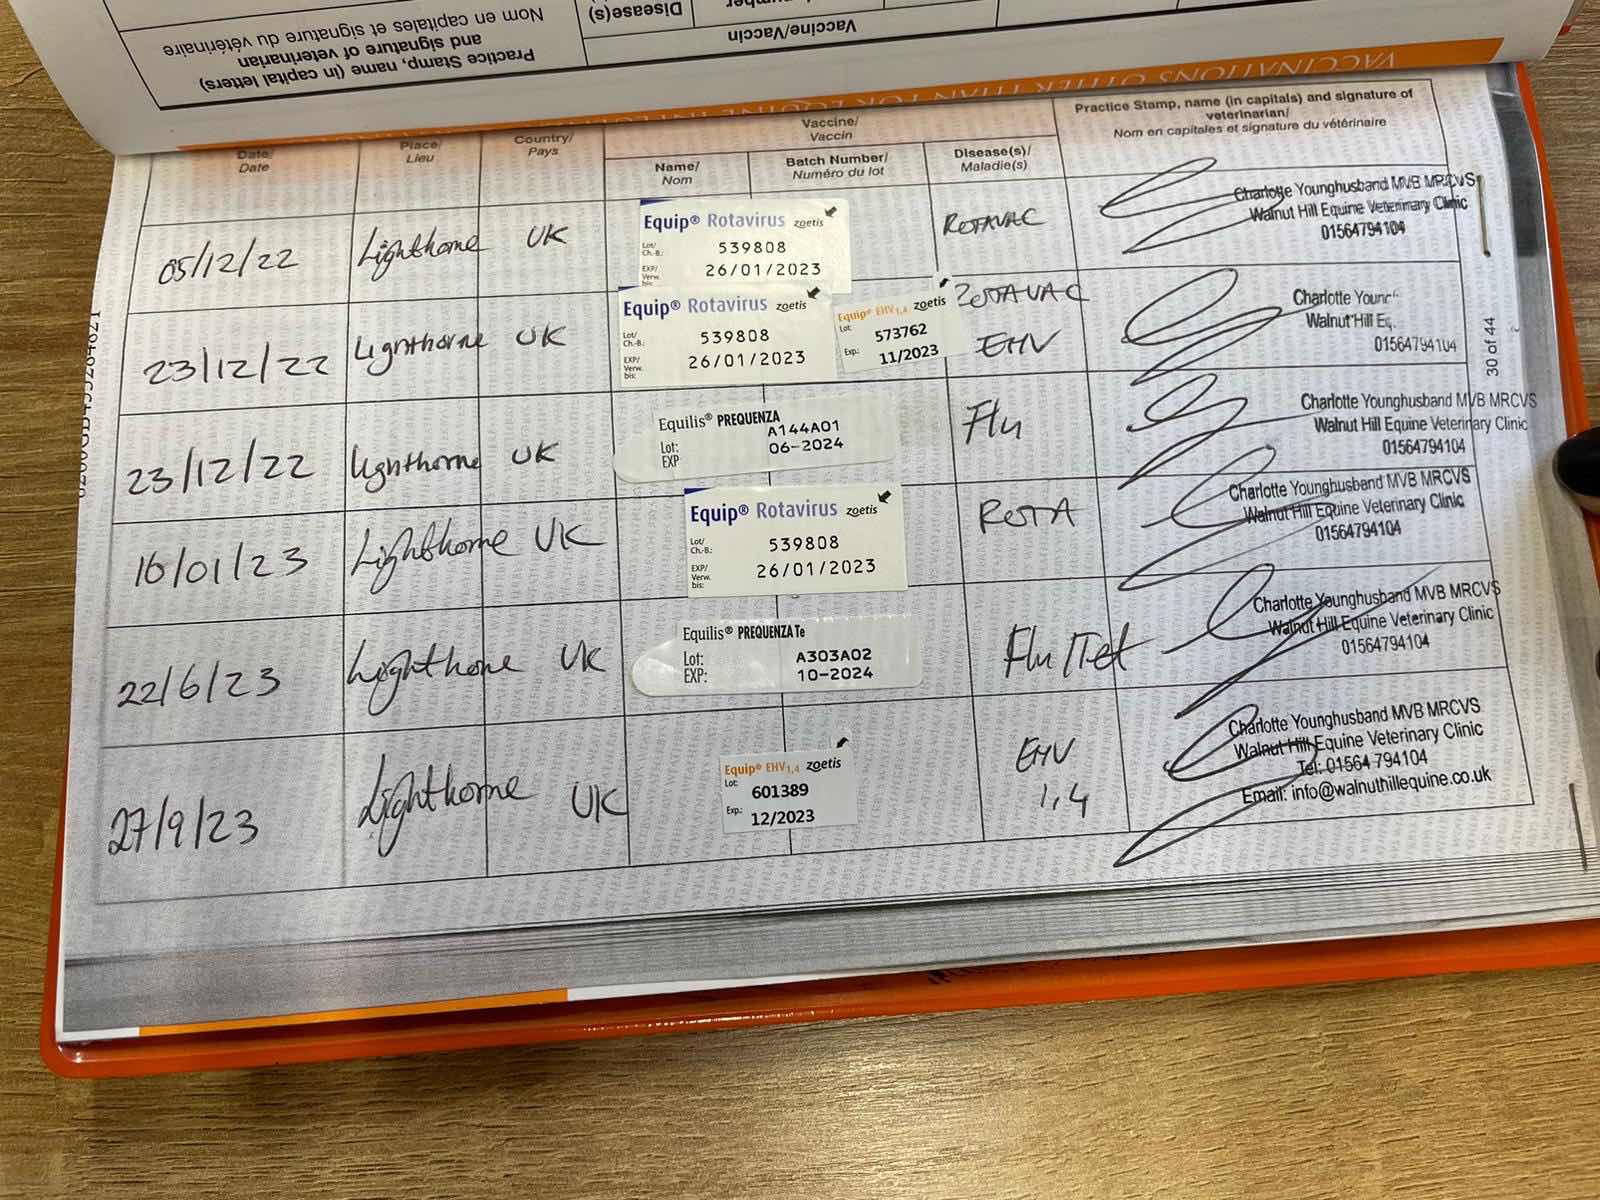 Practice Stamp, name (in capital letters)
and signature of veterinarian
Nom en capitales et signature du vétérinaire
Vaccine/Vaccin
Disease(s)
VACCINATIONS OTHER THAN FOR EQUINE
Date/
Date
Place/
Lieu
Country/
Pays
Vaccine/
Vaccin
Name/
Nom
Batch Number/
Numéro du lot
Disease(s)/
Maladie(s)
Practice Stamp, name (in capitals) and signature of
veterinarian/
Nom en capitales et signature du vétérinaire
05/12/22
Lighthorne
UK
Equip® Rotavirus zoetis
Lot/
Ch.-B.:
539808
EXP/
Verw.
bis:
26/01/2023
ROTAVAC
Charlotte Younghusband MVB MRCVS
Walnut Hill Equine Veterinary Clinic
01564794104
23/12/22
Lighthorne
UK
Equip® Rotavirus zoetis
Lot/
Ch.-B.:
539808
EXP/
Verw.
bis:
26/01/2023
Equip® EHV1,4 zoetis
Lot:
573762
Exp.:
11/2023
ROTAVAC
EHV
Charlotte Young
Walnut Hill Eq
01564794104
23/12/22
Lighthorne
UK
Equilis® PREQUENZA
Lot: A144A01
EXP 06-2024
Flu
Charlotte Younghusband MVB MRCVS
Walnut Hill Equine Veterinary Clinic
01564794104
16/01/23
Lighthorne
UK
Equip® Rotavirus zoetis
Lot/
Ch.-B.:
539808
EXP/
Verw.
bis:
26/01/2023
ROTA
Charlotte Younghusband MVB MRCVS
Walnut Hill Equine Veterinary Clinic
01564794104
22/6/23
Lighthorne
UK
Equilis® PREQUENZA Te
Lot: A303A02
EXP: 10-2024
Flu/Tet
Charlotte Younghusband MVB MRCVS
Walnut Hill Equine Veterinary Clinic
01564794104
27/9/23
Lighthorne
UK
Equip® EHV1,4 zoetis
Lot:
601389
Exp.:
12/2023
EHV
1,4
Charlotte Younghusband MVB MRCVS
Walnut Hill Equine Veterinary Clinic
Tel: 01564 794104
Email: info@walnuthillequine.co.uk
30 of 44